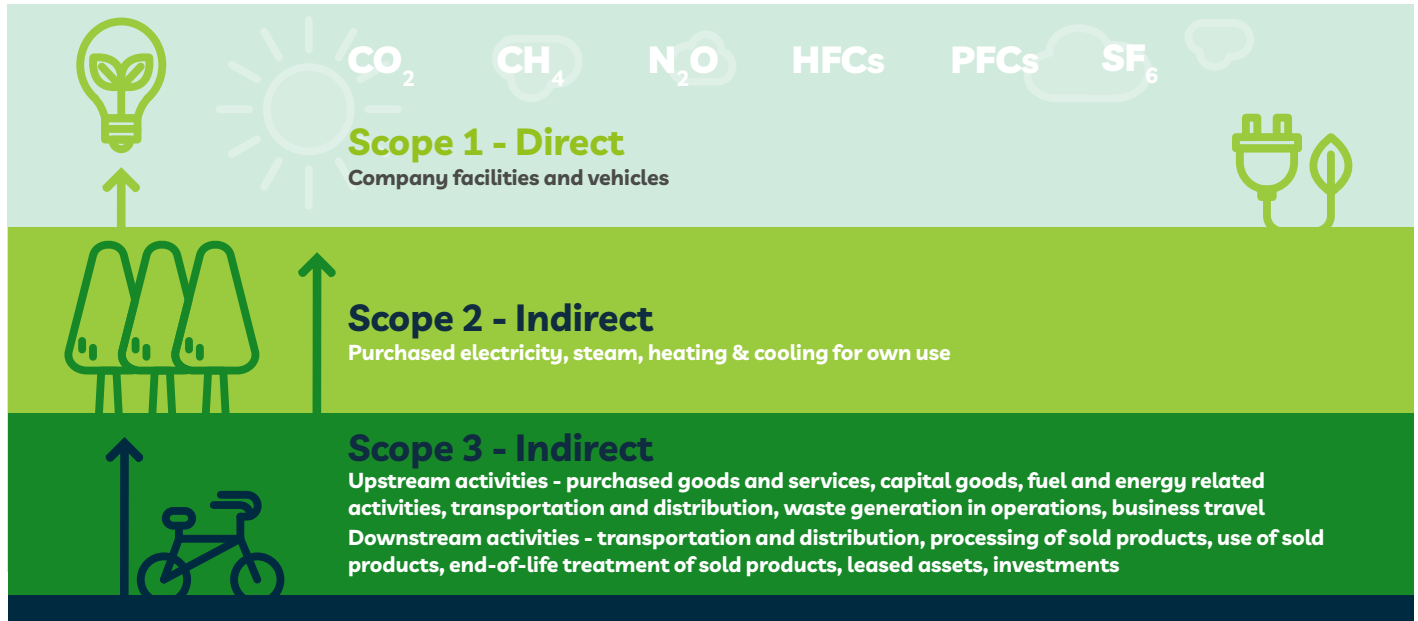 CO2 CH4 N2O HFCs PFCs SF6
Scope 1 - Direct
Company facilities and vehicles
Scope 2 - Indirect
Purchased electricity, steam, heating & cooling for own use
Scope 3 - Indirect
Upstream activities - purchased goods and services, capital goods, fuel and energy related
activities, transportation and distribution, waste generation in operations, business travel
Downstream activities - transportation and distribution, processing of sold products, use of sold
products, end-of-life treatment of sold products, leased assets, investments